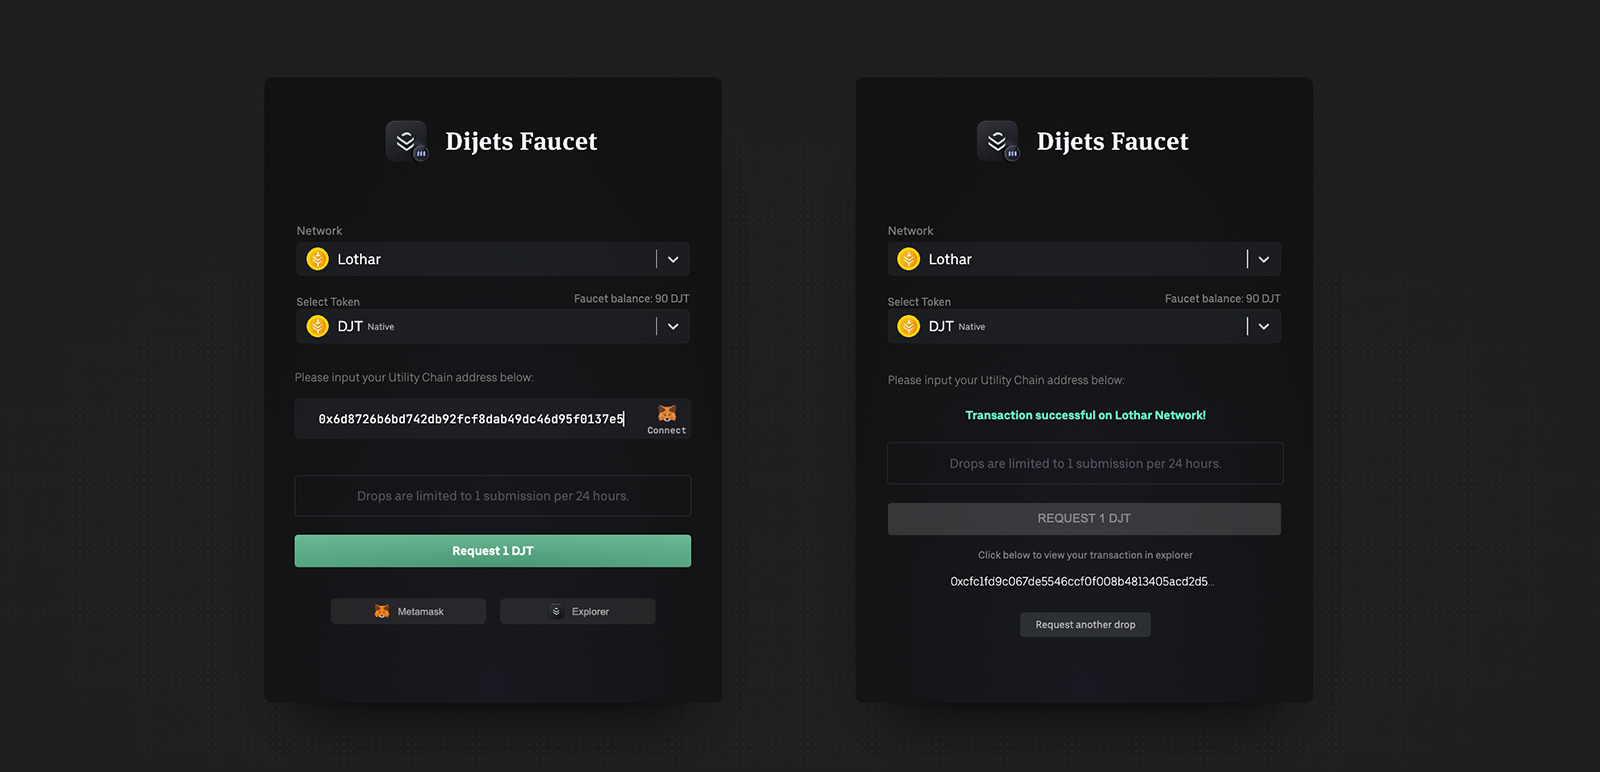 Dijets Faucet
Network
Lothar
Select Token
Faucet balance: 90 DJT
DJT Native
Please input your Utility Chain address below:
0x6d8726b6bd742db92fcf8dab49dc46d95f0137e5
Connect
Drops are limited to 1 submission per 24 hours.
Request 1 DJT
Metamask
Explorer
Dijets Faucet
Network
Lothar
Select Token
Faucet balance: 90 DJT
DJT Native
Please input your Utility Chain address below:
Transaction successful on Lothar Network!
Drops are limited to 1 submission per 24 hours.
REQUEST 1 DJT
Click below to view your transaction in explorer
0xcfc1fd9c067de5546ccf0f008b4813405acd2d5...
Request another drop